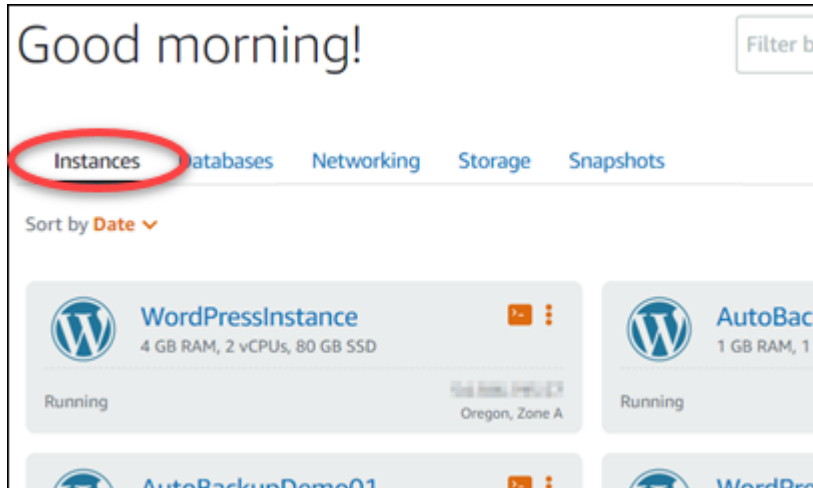 Good morning!
Filter b
Instances Databases Networking Storage Snapshots
Sort by Date
WordPressInstance
4 GB RAM, 2 vCPUs, 80 GB SSD
Running
Oregon, Zone A
AutoBac
1 GB RAM, 1
Running
AutoBackupDemo01
WordPre